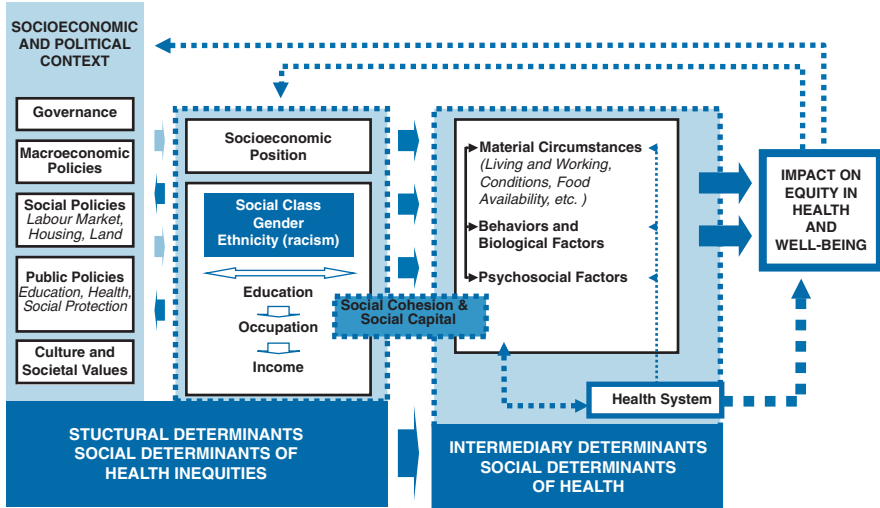 SOCIOECONOMIC
AND POLITICAL
CONTEXT
Governance
Macroeconomic
Policies
Social Policies
Labour Market,
Housing, Land
Public Policies
Education, Health,
Social Protection
Culture and
Societal Values
Socioeconomic
Position
Social Class
Gender
Ethnicity (racism)
Education
Occupation
Income
Social Cohesion &
Social Capital
Material Circumstances
(Living and Working,
Conditions, Food
Availability, etc. )
Behaviors and
Biological Factors
Psychosocial Factors
Health System
IMPACT ON
EQUITY IN
HEALTH
AND
WELL-BEING
STUCTURAL DETERMINANTS
SOCIAL DETERMINANTS OF
HEALTH INEQUITIES
INTERMEDIARY DETERMINANTS
SOCIAL DETERMINANTS
OF HEALTH